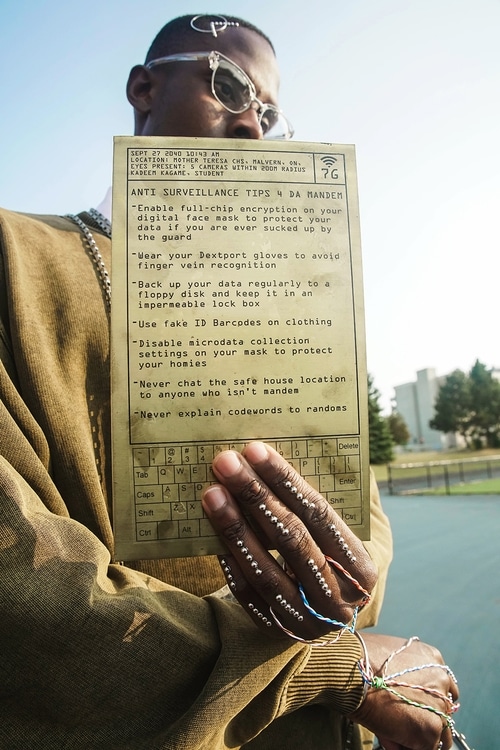 SEPT 27 2040 10:43 AM
LOCATION: MOTHER TERESA CHS, MALVERN, ON,
EYES PRESENT: 5 CAMERAS WITHIN 200M RADIUS
KADEEM KAGAME, STUDENT
7G
ANTI SURVEILLANCE TIPS 4 DA MANDEM
-Enable full-chip encryption on your
digital face mask to protect your
data if you are ever sucked up by
the guard
-Wear your Dextport gloves to avoid
finger vein recognition
-Back up your data regularly to a
floppy disk and keep it in an
impermeable lock box
-Use fake ID Barcodes on clothing
-Disable microdata collection
settings on your mask to protect
your homies
-Never chat the safe house location
to anyone who isn't mandem
-Never explain codewords to randoms
! @ 2 # 3 $ 4 Delete
Tab Q W E P
Caps A S D Enter
Shift Z X Shift
Ctrl Alt Ctrl